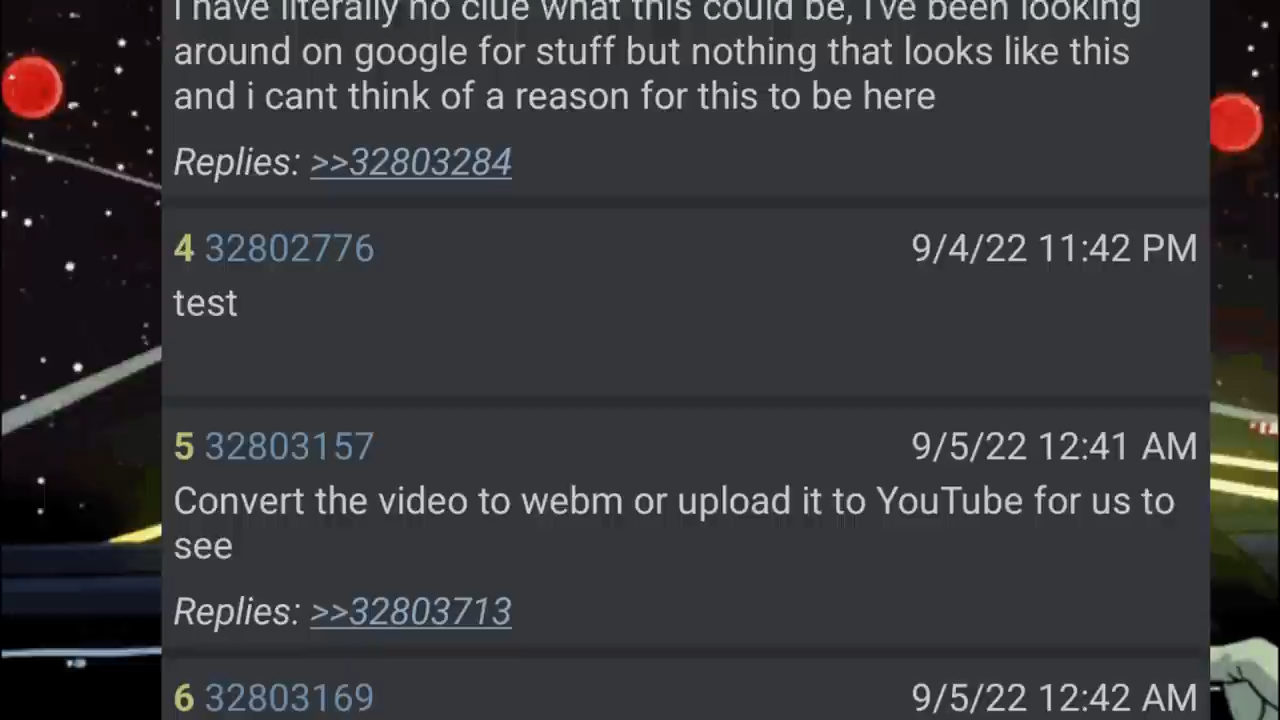 I have literally no clue what this could be, I've been looking
around on google for stuff but nothing that looks like this
and i cant think of a reason for this to be here
Replies: >>32803284
4 32802776 9/4/22 11:42 PM
test
5 32803157 9/5/22 12:41 AM
Convert the video to webm or upload it to YouTube for us to
see
Replies: >>32803713
6 32803169 9/5/22 12:42 AM